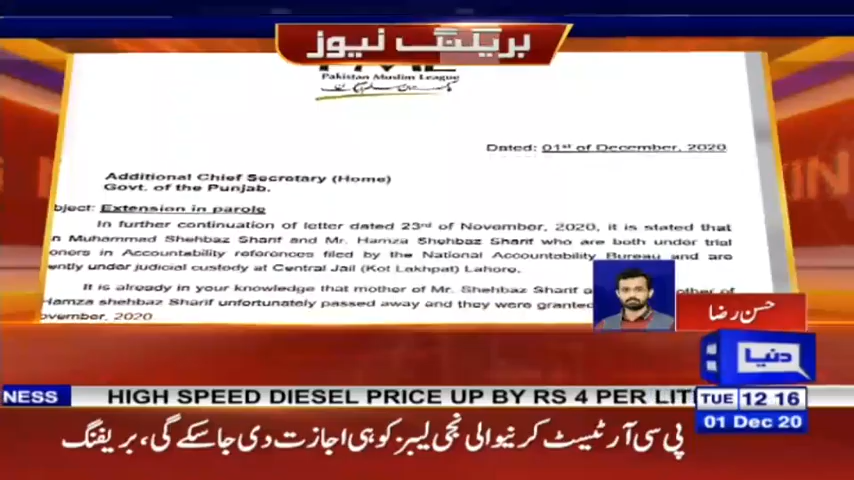 بریکنگ نیوز
Pakistan Muslim League
Dated: 01st of December, 2020
Additional Chief Secretary (Home)
Govt. of the Punjab.
bject: Extension in parole
In further continuation of letter dated 23rd of November, 2020, it is stated that
n Muhammad Shehbaz Sharif and Mr. Hamza Shehbaz Sharif who are both under trial
oners in Accountability references filed by the National Accountability Bureau and are
ently under judicial custody at Central Jail (Kot Lakhpat) Lahore.
It is already in your knowledge that mother of Mr. Shehbaz Sharif
other of
Hamza shehbaz Sharif unfortunately passed away and they were granted
ovember, 2020
حسن رضا
دنیا
NESS HIGH SPEED DIESEL PRICE UP BY RS 4 PER LIT
TUE 12 16
01 Dec 20
پی سی آر ٹیسٹ کرنیوالی نجی لیبز کو ہی اجازت دی جاسکے گی، بریفنگ